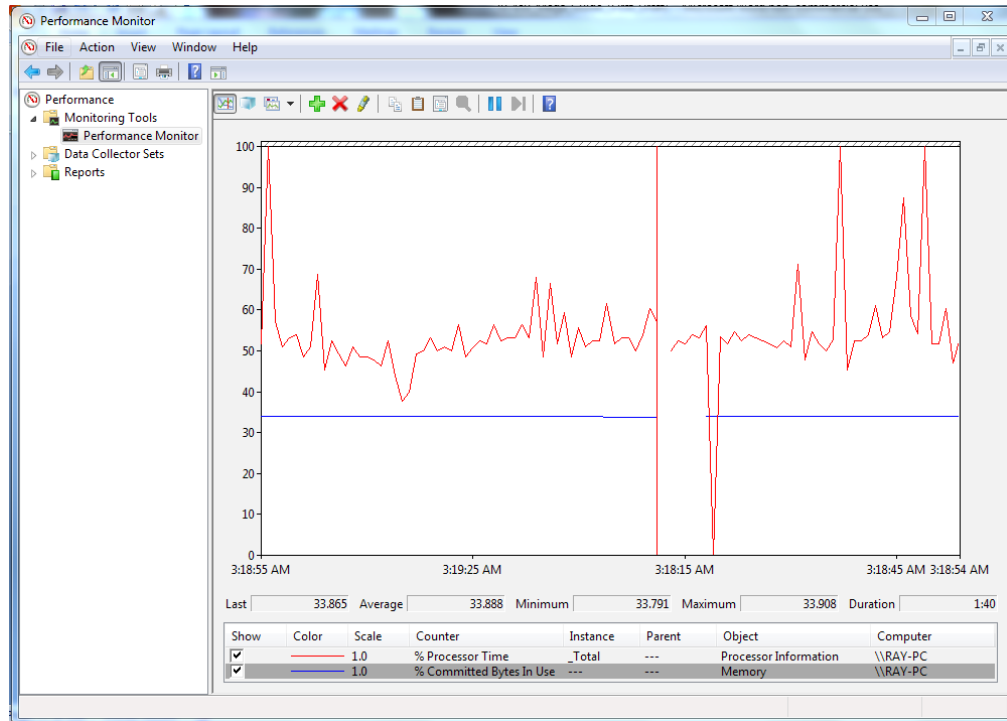 Performance Monitor
File Action View Window Help
Performance
Monitoring Tools
Performance Monitor
Data Collector Sets
Reports
100
90
80
70
60
50
40
30
20
10
0
3:18:55 AM 3:19:25 AM 3:18:15 AM 3:18:45 AM 3:18:54 AM
Last 33.865 Average 33.888 Minimum 33.791 Maximum 33.908 Duration 1:40
Show Color Scale Counter Instance Parent Object Computer
1.0 % Processor Time _Total --- Processor Information \\RAY-PC
1.0 % Committed Bytes In Use --- --- Memory \\RAY-PC